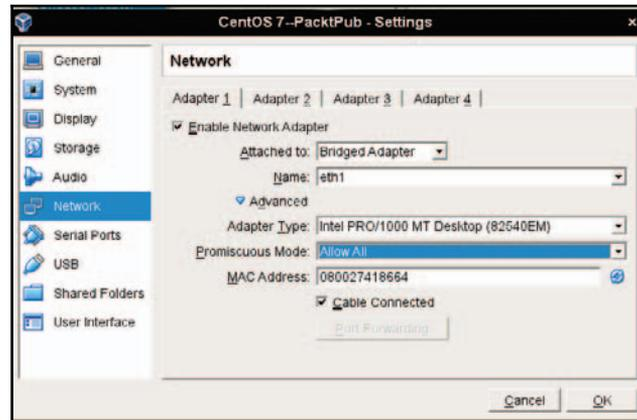 CentOS 7--PacktPub - Settings
General
System
Display
Storage
Audio
Network
Serial Ports
USB
Shared Folders
User Interface
Network
Adapter 1 Adapter 2 Adapter 3 Adapter 4
Enable Network Adapter
Attached to: Bridged Adapter
Name: eth1
Advanced
Adapter Type: Intel PRO/1000 MT Desktop (82540EM)
Promiscuous Mode: Allow All
MAC Address: 080027418664
Cable Connected
Port Forwarding
Cancel OK